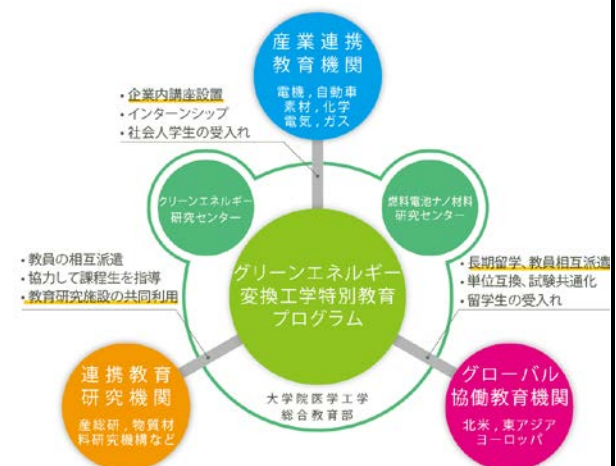 産業連携
教育機関
電機,自動車
素材,化学
電気,ガス
・企業内講座設置
・インターンシップ
・社会人学生の受入れ
クリーンエネルギー
研究センター
燃料電池ナノ材料
研究センター
・教員の相互派遣
・協力して課程生を指導
・教育研究施設の共同利用
グリーンエネルギー
変換工学特別教育
プログラム
・長期留学、教員相互派遣
・単位互換、試験共通化
・留学生の受入れ
連携教育
研究機関
産総研,物質材
料研究機構など
大学院医学工学
総合教育部
グローバル
協働教育機関
北米,東アジア
ヨーロッパ